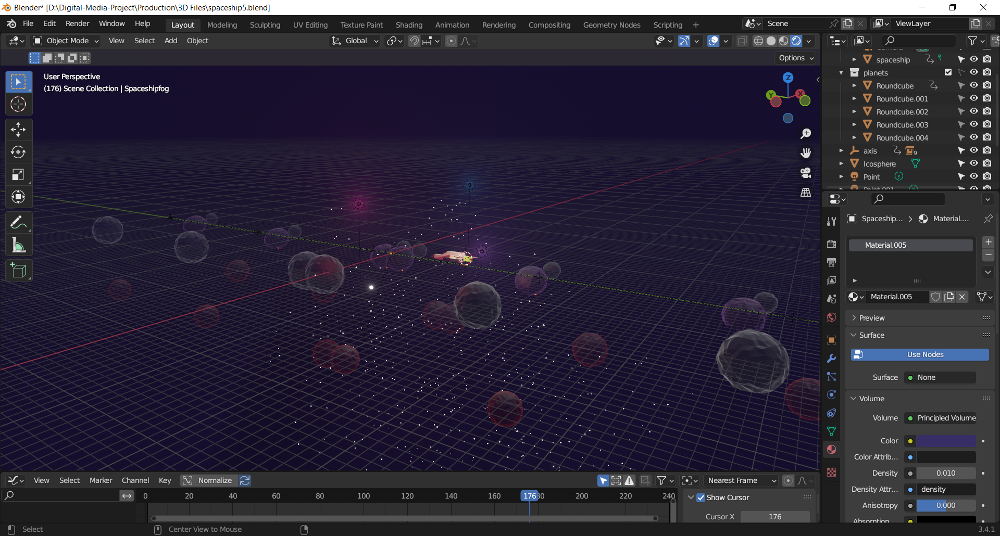 Blender* [D:\Digital-Media-Project\Production\3D Files\spaceship5.blend]
File Edit Render Window Help Layout Modeling Sculpting UV Editing Texture Paint Shading Animation Rendering Compositing Geometry Nodes Scripting + Scene ViewLayer
Object Mode View Select Add Object Global
Options
User Perspective
(176) Scene Collection | Spaceshipfog
Z
Y
X
spaceship
planets
Roundcube
Roundcube.001
Roundcube.002
Roundcube.003
Roundcube.004
axis 9
Icosphere
Point
Spaceship... > Material....
Material.005
Material.005
Preview
Surface
Use Nodes
Surface None
Volume
Volume Principled Volume
Color
Color Attrib...
Density 0.010
Density Attr... density
Anisotropy 0.000
Absorption
View Select Marker Channel Key Normalize Nearest Frame
0 20 40 60 80 100 120 140 160 176 200 220 240
Show Cursor
Cursor X 176
Select Center View to Mouse 3.4.1